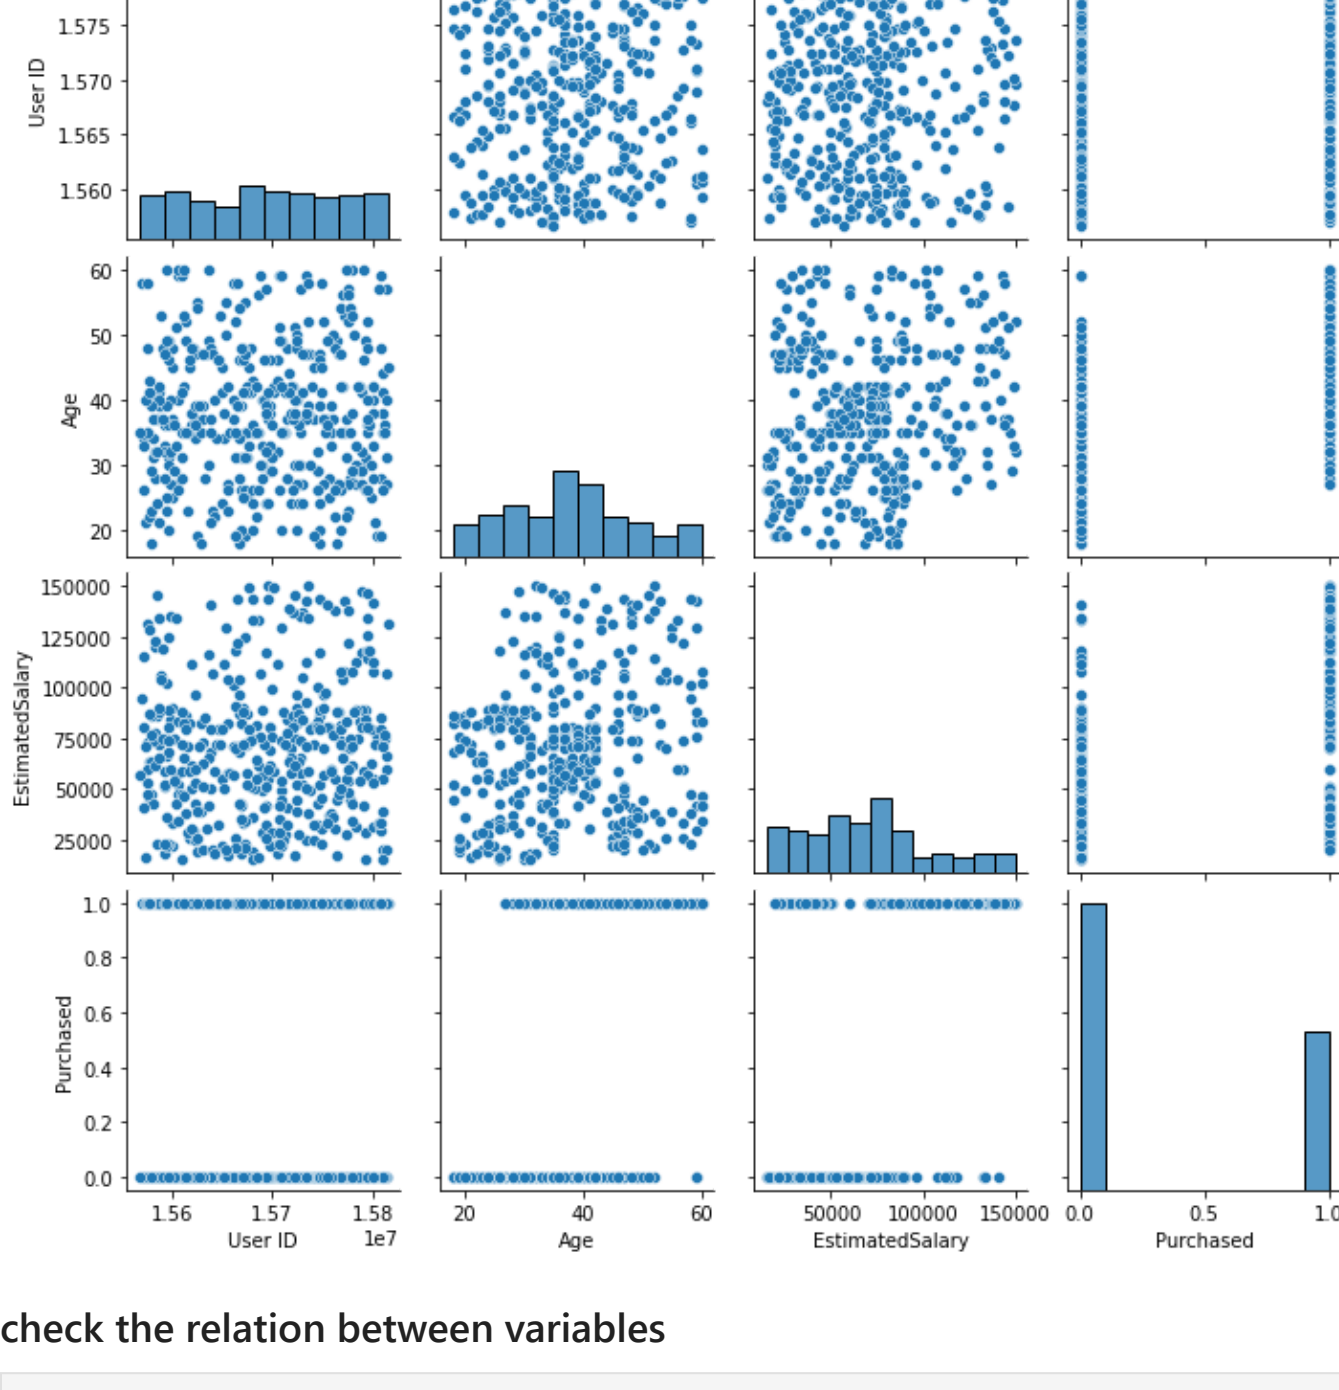 1.575
1.570
1.565
1.560
User ID
60
50
40
30
20
Age
150000
125000
100000
75000
50000
25000
EstimatedSalary
1.0
0.8
0.6
0.4
0.2
0.0
Purchased
1.56 1.57 1.58
1e7
User ID
20 40 60
Age
50000 100000 150000
EstimatedSalary
0.0 0.5 1.0
Purchased
check the relation between variables